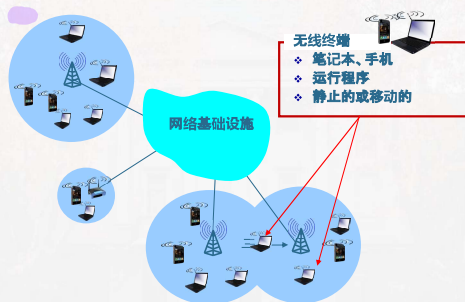 无线终端
笔记本、手机
运行程序
静止的或移动的
网络基础设施